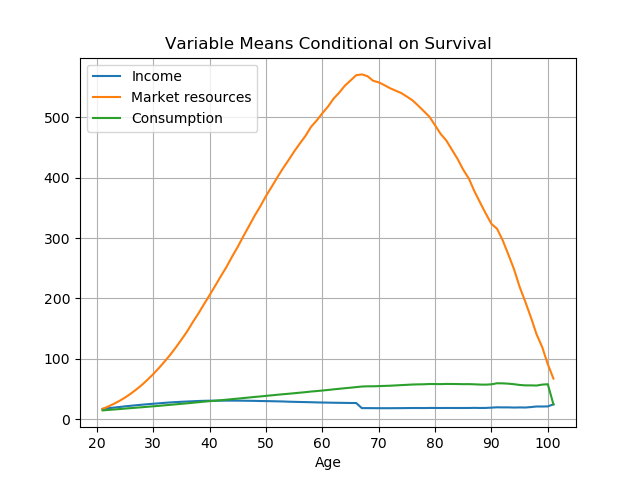 Variable Means Conditional on Survival
Income
Market resources
Consumption
500
400
300
200
100
0
20 30 40 50 60 70 80 90 100
Age